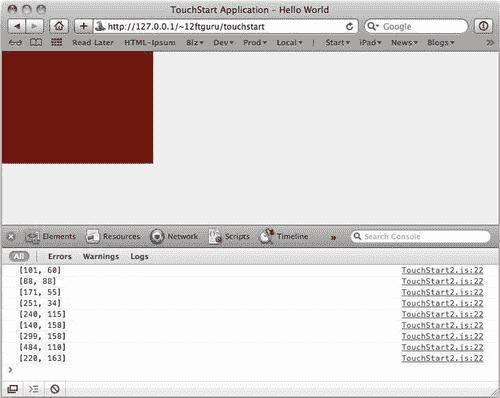 TouchStart Application - Hello World
http://127.0.0.1/~12ftguru/touchstart
Google
Read Later HTML-Ipsum Biz Dev Prod Local ! Start iPad News Blogs
Elements Resources Network Scripts Timeline » Search Console
All Errors Warnings Logs
[101, 60] TouchStart2.js:22
[88, 88] TouchStart2.js:22
[171, 55] TouchStart2.js:22
[251, 34] TouchStart2.js:22
[240, 115] TouchStart2.js:22
[140, 158] TouchStart2.js:22
[299, 158] TouchStart2.js:22
[484, 110] TouchStart2.js:22
[220, 163] TouchStart2.js:22
>